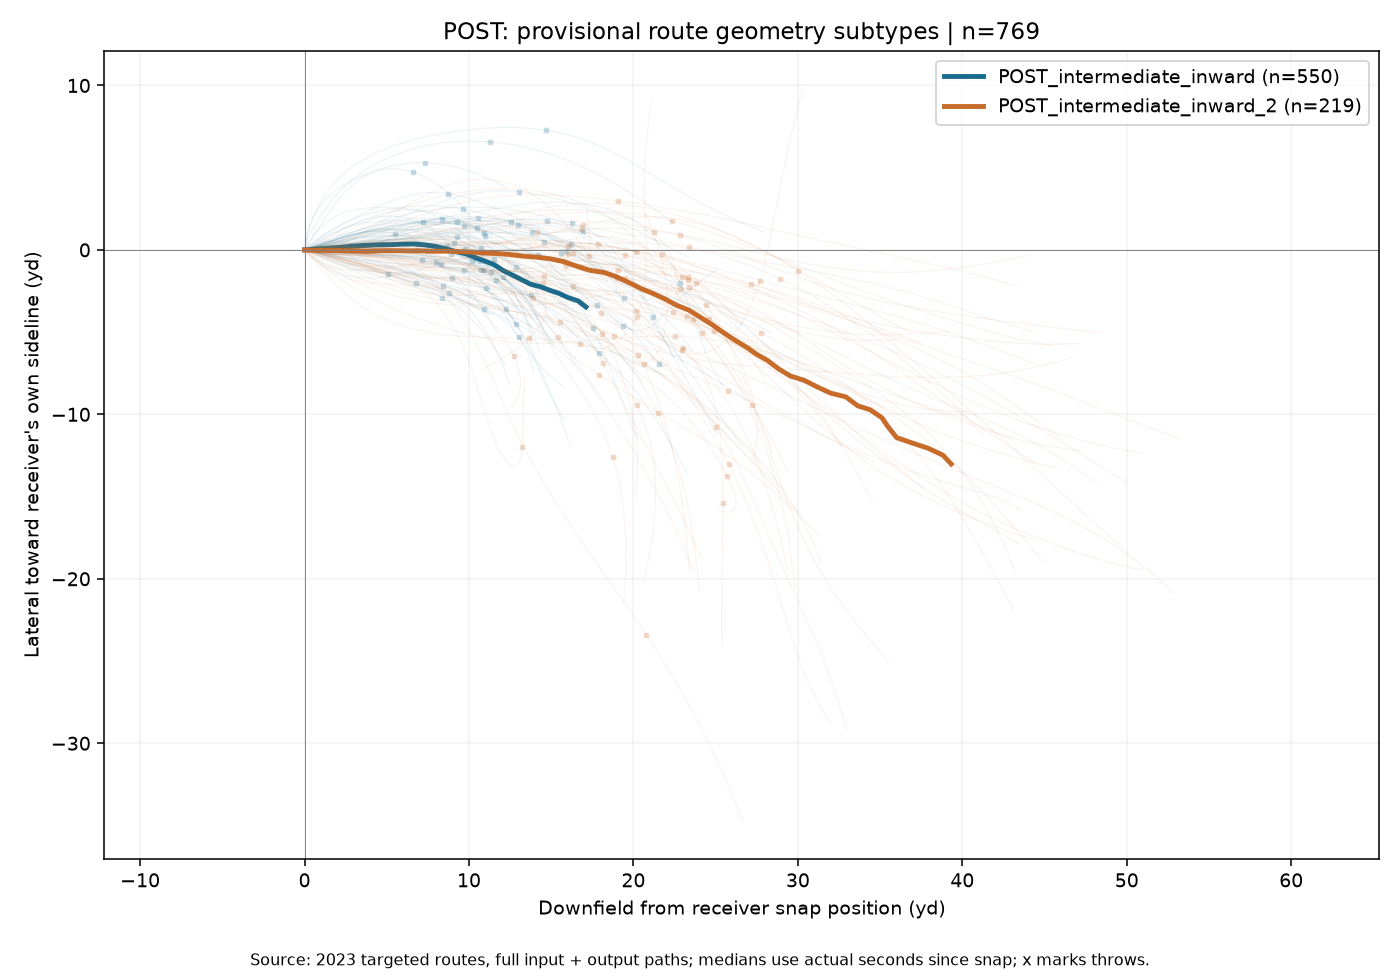 POST: provisional route geometry subtypes | n=769
POST_intermediate_inward (n=550)
POST_intermediate_inward_2 (n=219)
10
0
−10
−20
−30
Lateral toward receiver's own sideline (yd)
−10
0
10
20
30
40
50
60
Downfield from receiver snap position (yd)
Source: 2023 targeted routes, full input + output paths; medians use actual seconds since snap; x marks throws.